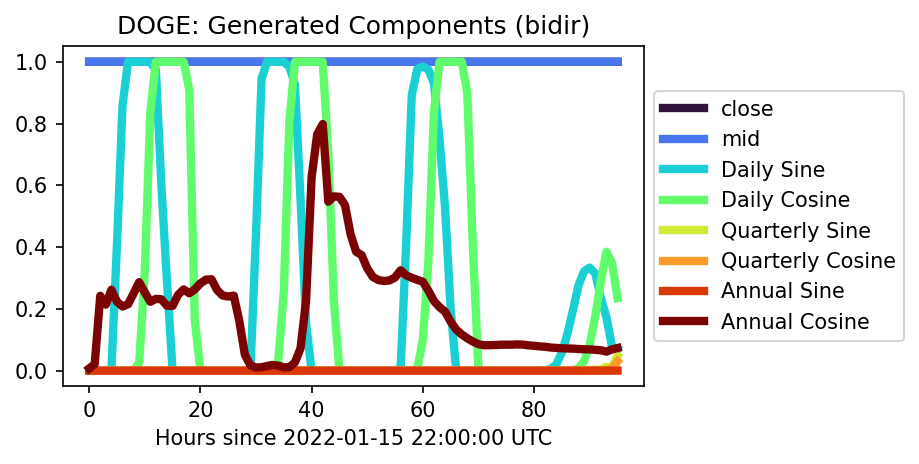 DOGE: Generated Components (bidir)
1.0
0.8
0.6
0.4
0.2
0.0
0 20 40 60 80
Hours since 2022-01-15 22:00:00 UTC
close
mid
Daily Sine
Daily Cosine
Quarterly Sine
Quarterly Cosine
Annual Sine
Annual Cosine